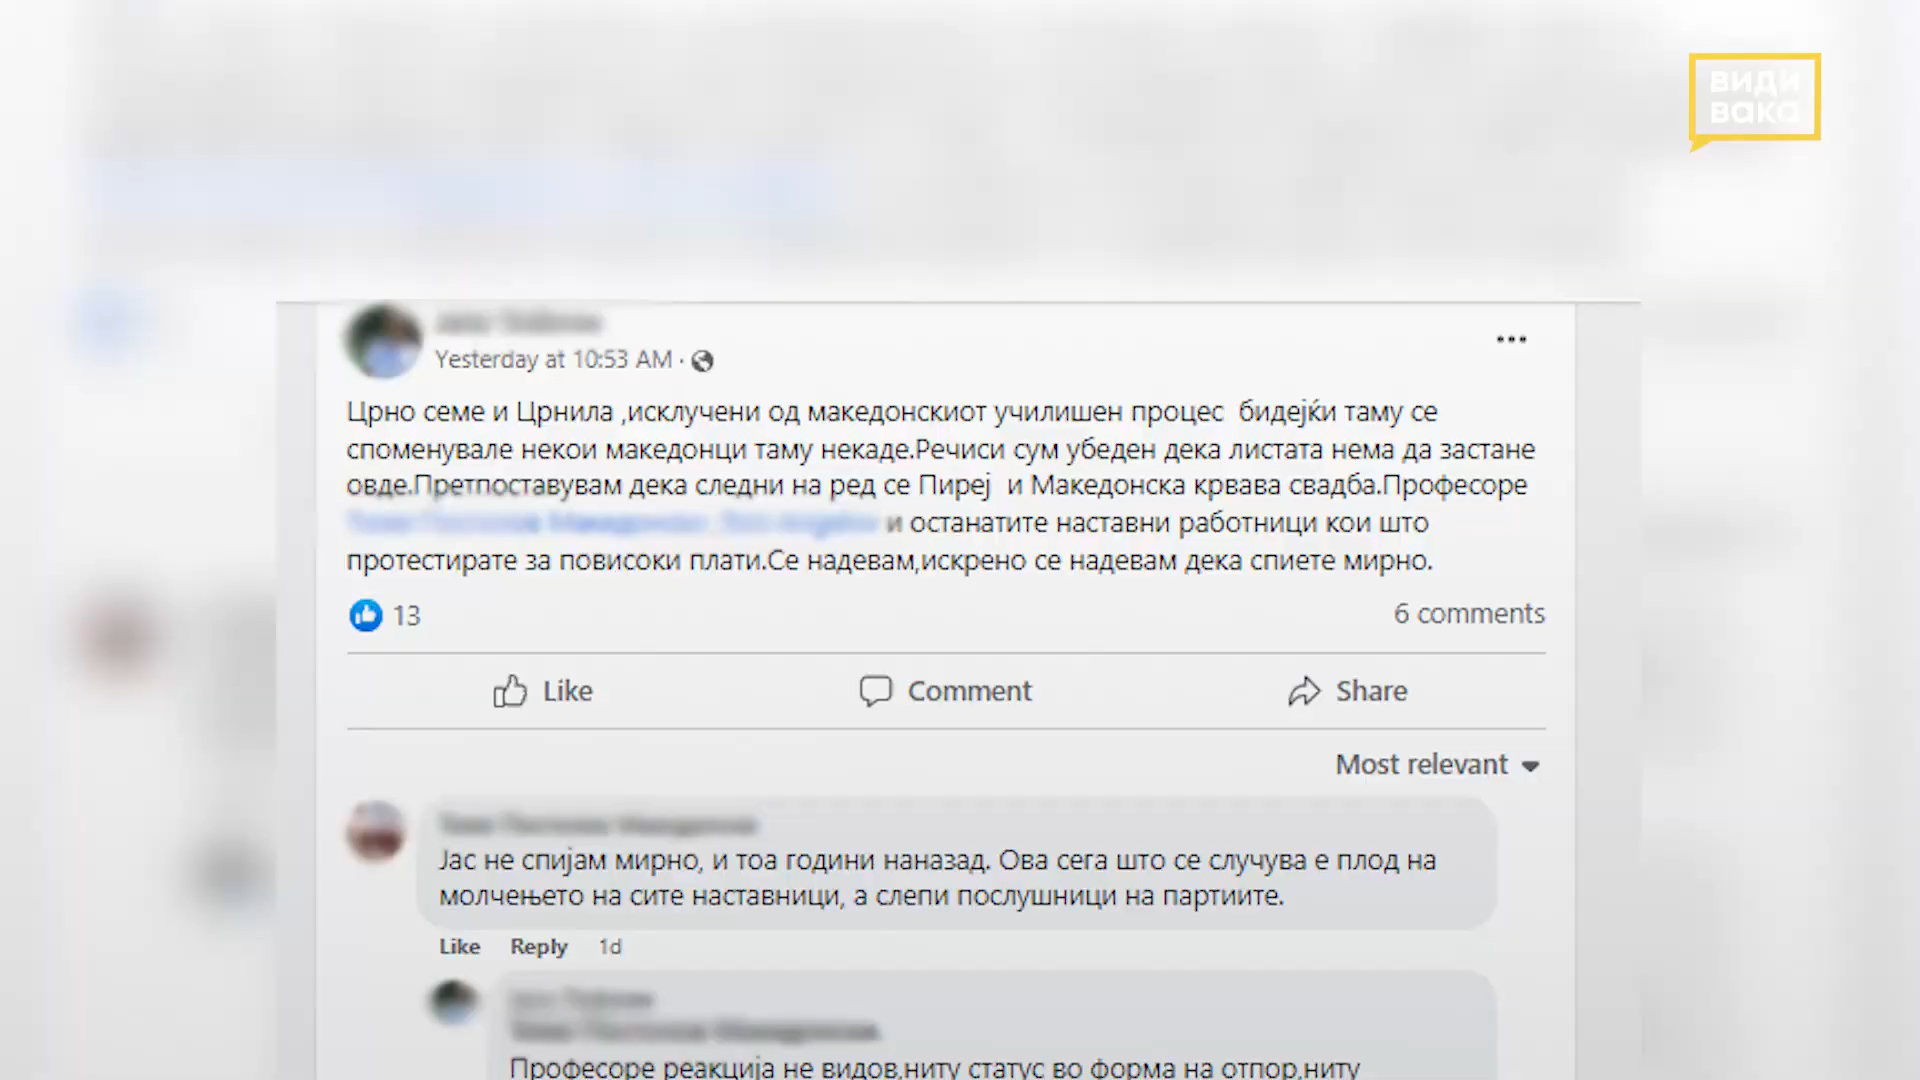 види
вака
Yesterday at 10:53 AM ·
Црно семе и Црнила ,исклучени од македонскиот училишен процес бидејќи таму се
споменувале некои македонци таму некаде.Речиси сум убеден дека листата нема да застане
овде.Претпоставувам дека следни на ред се Пиреј и Македонска крвава свадба.Професоре
и останатите наставни работници кои што
протестирате за повисоки плати.Се надевам,искрено се надевам дека спиете мирно.
13
6 comments
Like
Comment
Share
Most relevant
Јас не спијам мирно, и тоа години наназад. Ова сега што се случува е плод на
молчењето на сите наставници, а слепи послушници на партиите.
Like Reply 1d
Професоре реакција не видов,ниту статус во форма на отпор,ниту